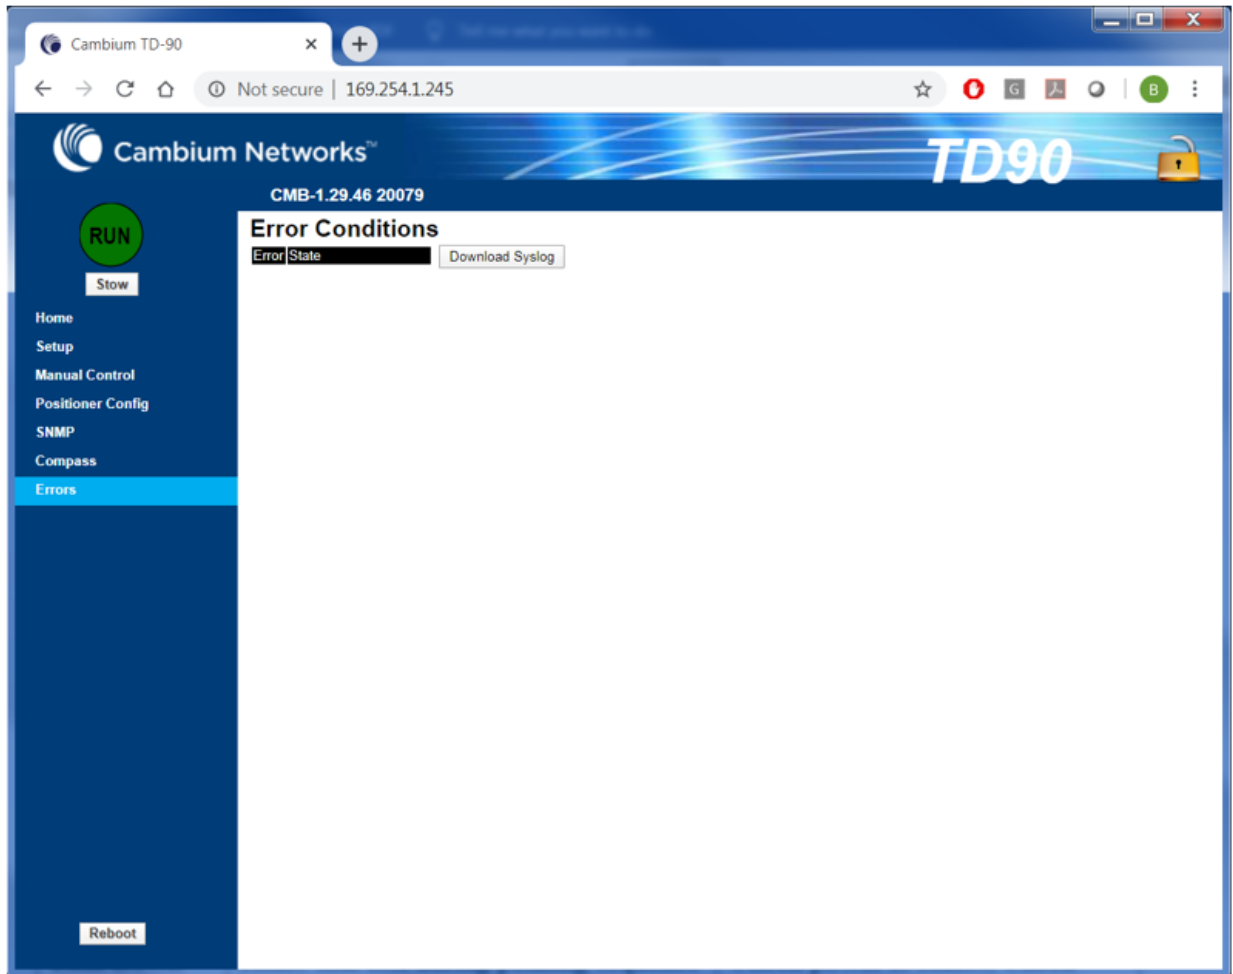 Cambium TD-90
Not secure | 169.254.1.245
G
B
Cambium Networks™
TD90
CMB-1.29.46 20079
RUN
Stow
Error Conditions
Error State
Download Syslog
Home
Setup
Manual Control
Positioner Config
SNMP
Compass
Errors
Reboot